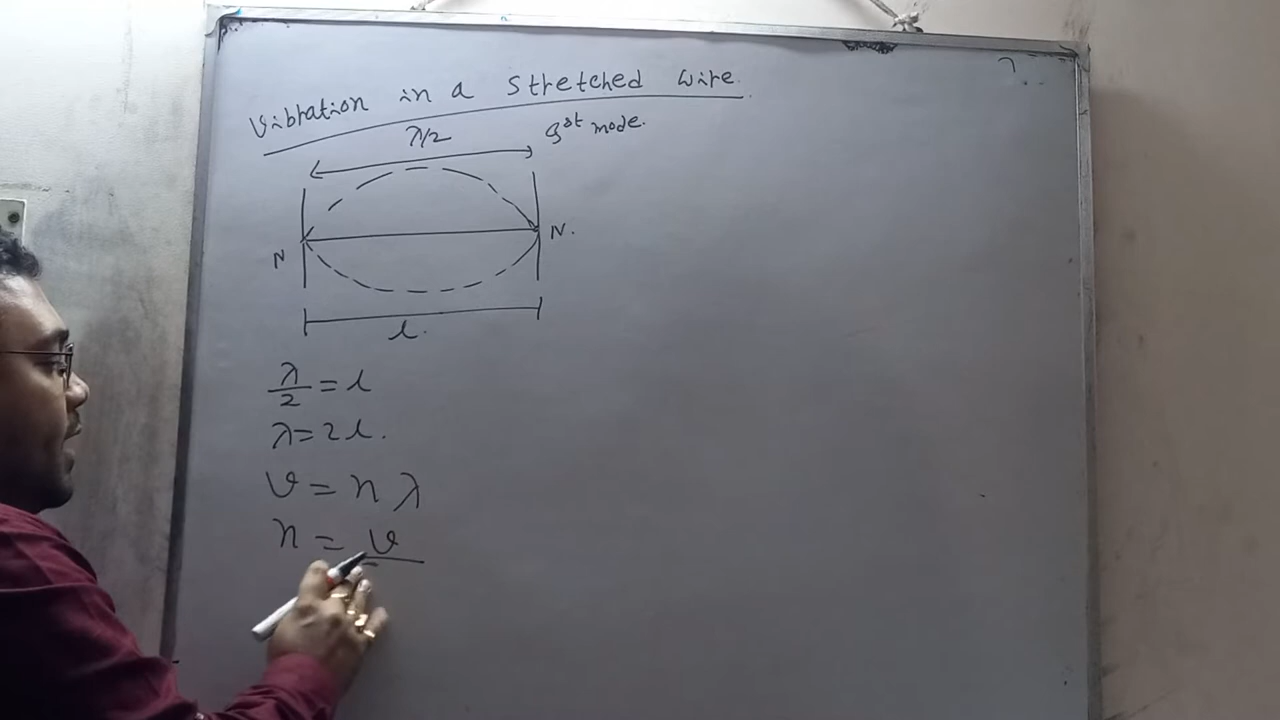 Vibration in a stretched wire.
λ/2
1st mode.
N
N.
l.
λ/2 = l
λ = 2l.
v = n λ
n = v